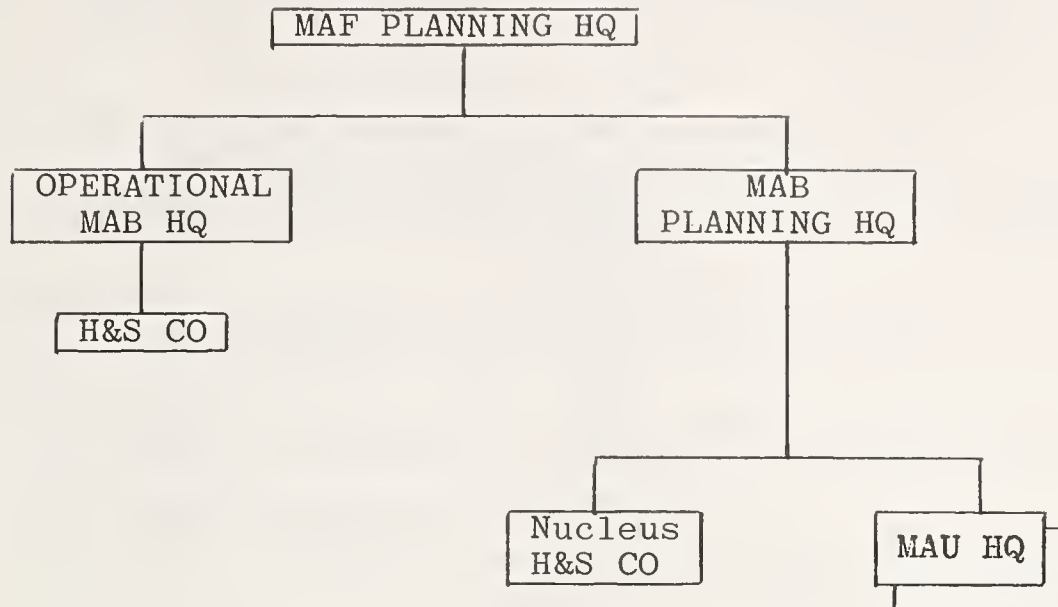 MAF PLANNING HQ
OPERATIONAL
MAB HQ
MAB
PLANNING HQ
H&S CO
Nucleus
H&S CO
MAU HQ